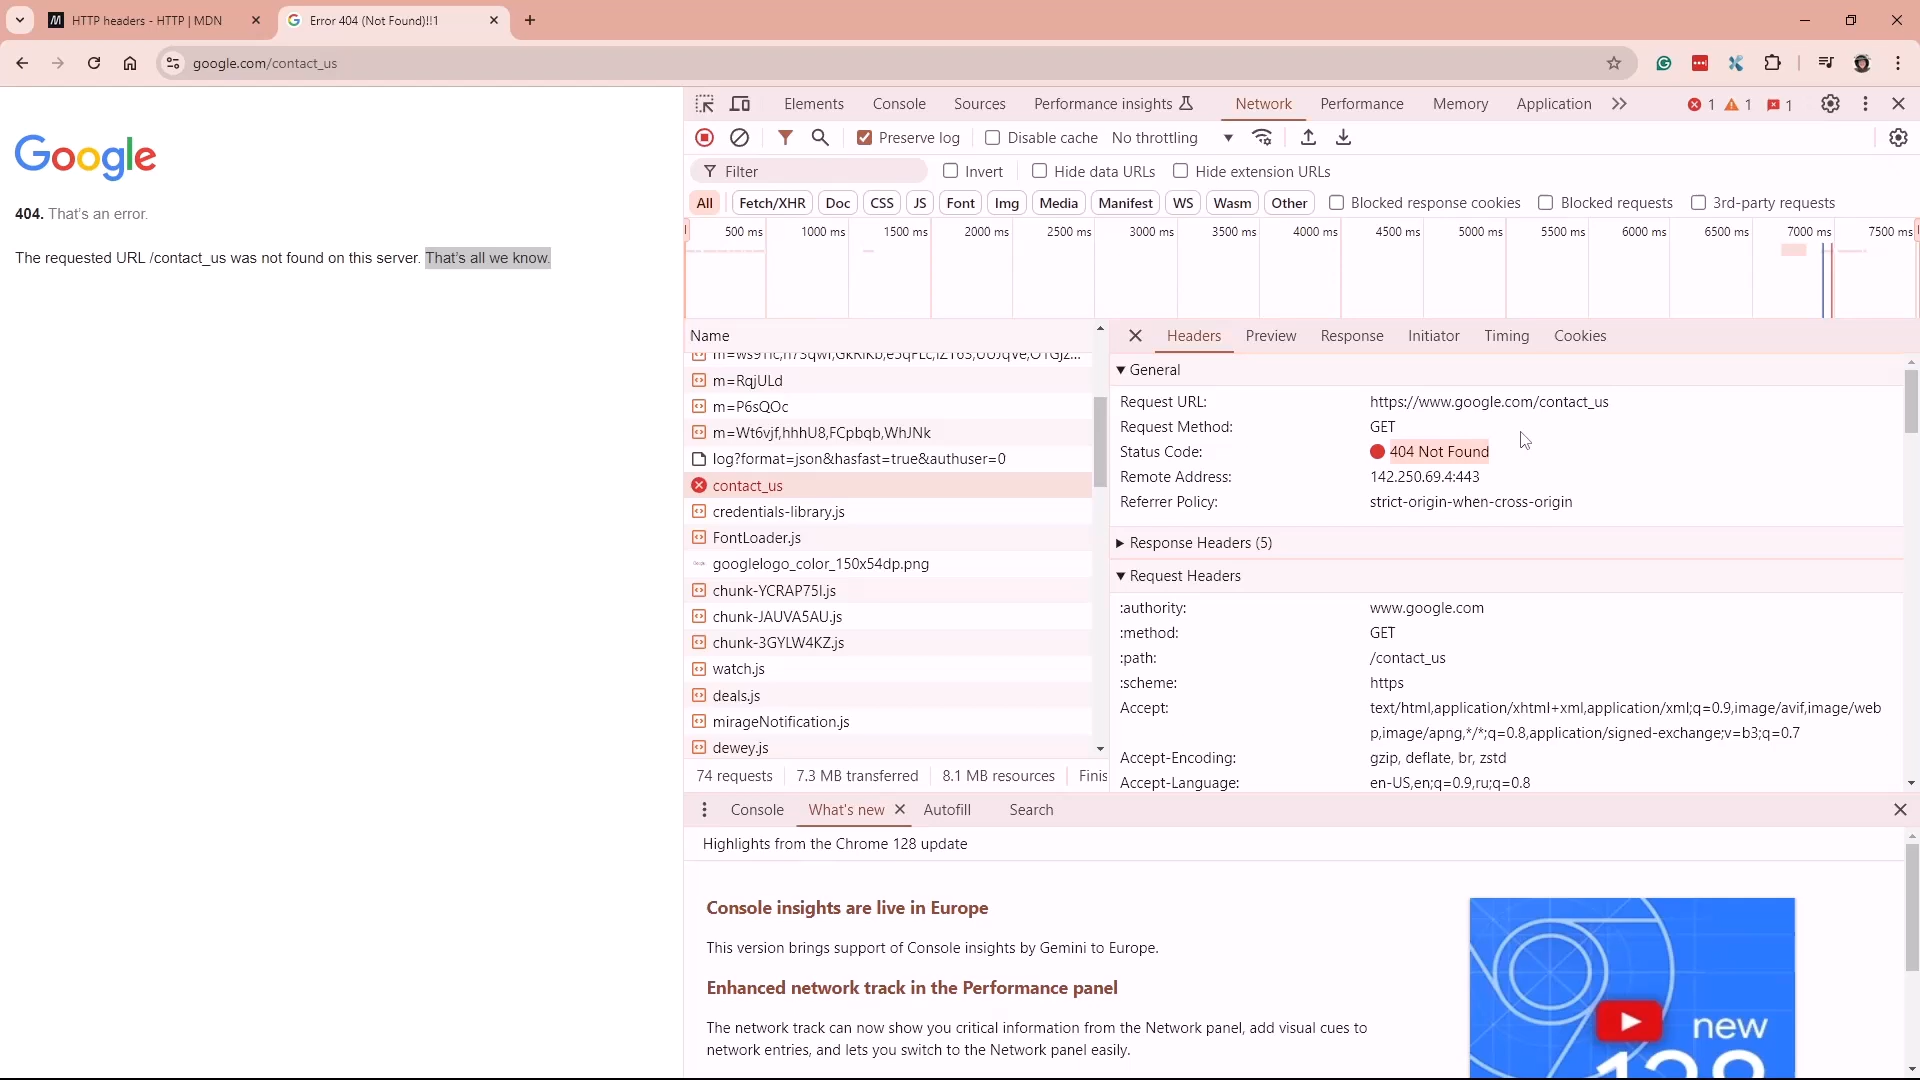 HTTP headers - HTTP | MDN
Error 404 (Not Found)!!1
google.com/contact_us
Google
404. That's an error.
The requested URL /contact_us was not found on this server. That's all we know.
Elements Console Sources Performance insights Network Performance Memory Application 1 1 1
Preserve log Disable cache No throttling
Filter Invert Hide data URLs Hide extension URLs
All Fetch/XHR Doc CSS JS Font Img Media Manifest WS Wasm Other Blocked response cookies Blocked requests 3rd-party requests
500 ms 1000 ms 1500 ms 2000 ms 2500 ms 3000 ms 3500 ms 4000 ms 4500 ms 5000 ms 5500 ms 6000 ms 6500 ms 7000 ms 7500 ms
Name
m=RqjULd
m=P6sQOc
m=Wt6vjf,hhhU8,FCpbqb,WhJNk
log?format=json&hasfast=true&authuser=0
contact_us
credentials-library.js
FontLoader.js
googlelogo_color_150x54dp.png
chunk-YCRAP75I.js
chunk-JAUVA5AU.js
chunk-3GYLW4KZ.js
watch.js
deals.js
mirageNotification.js
dewey.js
74 requests 7.3 MB transferred 8.1 MB resources Finis
Headers Preview Response Initiator Timing Cookies
General
Request URL: https://www.google.com/contact_us
Request Method: GET
Status Code: 404 Not Found
Remote Address: 142.250.69.4:443
Referrer Policy: strict-origin-when-cross-origin
Response Headers (5)
Request Headers
:authority: www.google.com
:method: GET
:path: /contact_us
:scheme: https
Accept: text/html,application/xhtml+xml,application/xml;q=0.9,image/avif,image/web
p,image/apng,*/*;q=0.8,application/signed-exchange;v=b3;q=0.7
Accept-Encoding: gzip, deflate, br, zstd
Accept-Language: en-US,en;q=0.9,ru;q=0.8
Console What's new Autofill Search
Highlights from the Chrome 128 update
Console insights are live in Europe
This version brings support of Console insights by Gemini to Europe.
Enhanced network track in the Performance panel
The network track can now show you critical information from the Network panel, add visual cues to
network entries, and lets you switch to the Network panel easily.
new
128